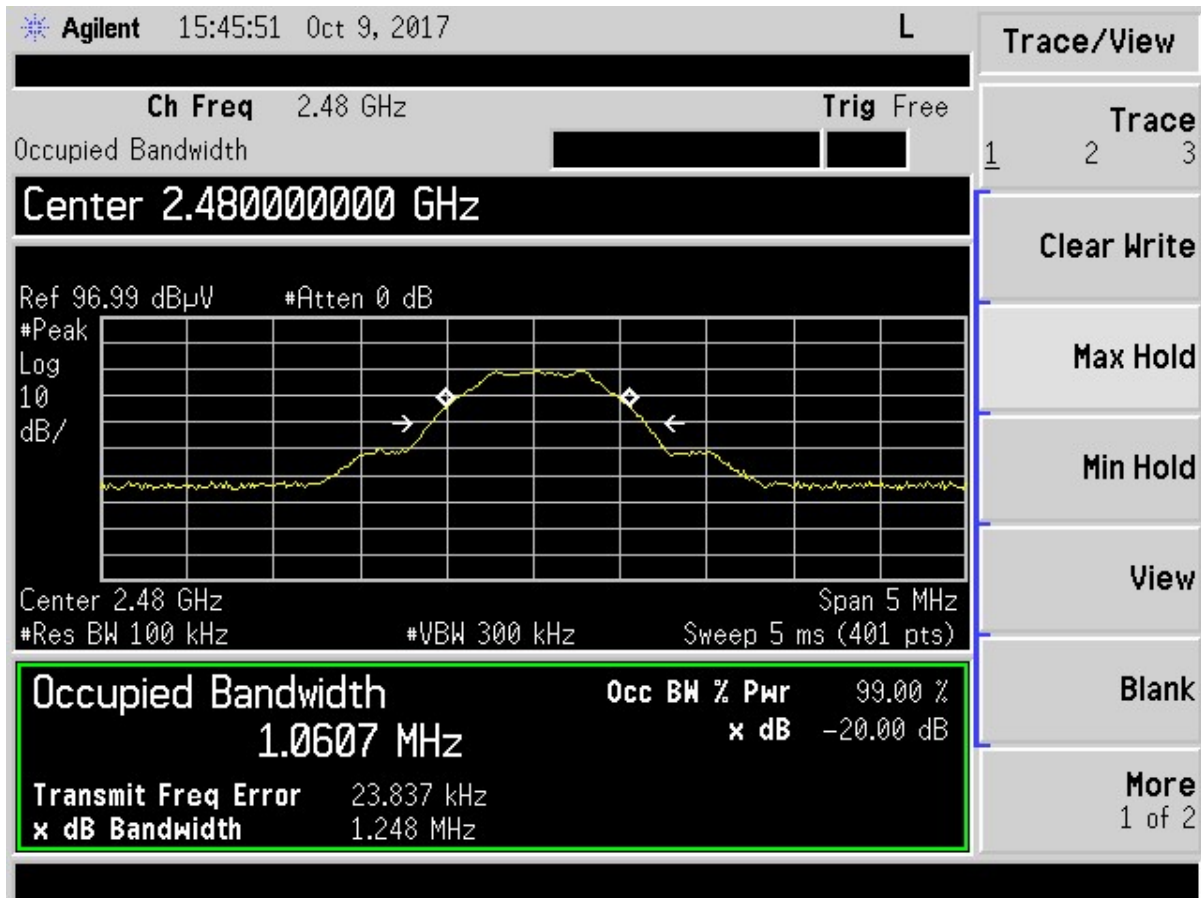 Agilent 15:45:51 Oct 9, 2017 L
Trace/View
Ch Freq 2.48 GHz Trig Free
Occupied Bandwidth
Trace
1 2 3
Center 2.480000000 GHz
Clear Write
Ref 96.99 dBµV #Atten 0 dB
#Peak
Log
10
dB/
Max Hold
Min Hold
View
Center 2.48 GHz Span 5 MHz
#Res BW 100 kHz #VBW 300 kHz Sweep 5 ms (401 pts)
Occupied Bandwidth Occ BW % Pwr 99.00 %
1.0607 MHz x dB -20.00 dB
Blank
Transmit Freq Error 23.837 kHz
x dB Bandwidth 1.248 MHz
More
1 of 2